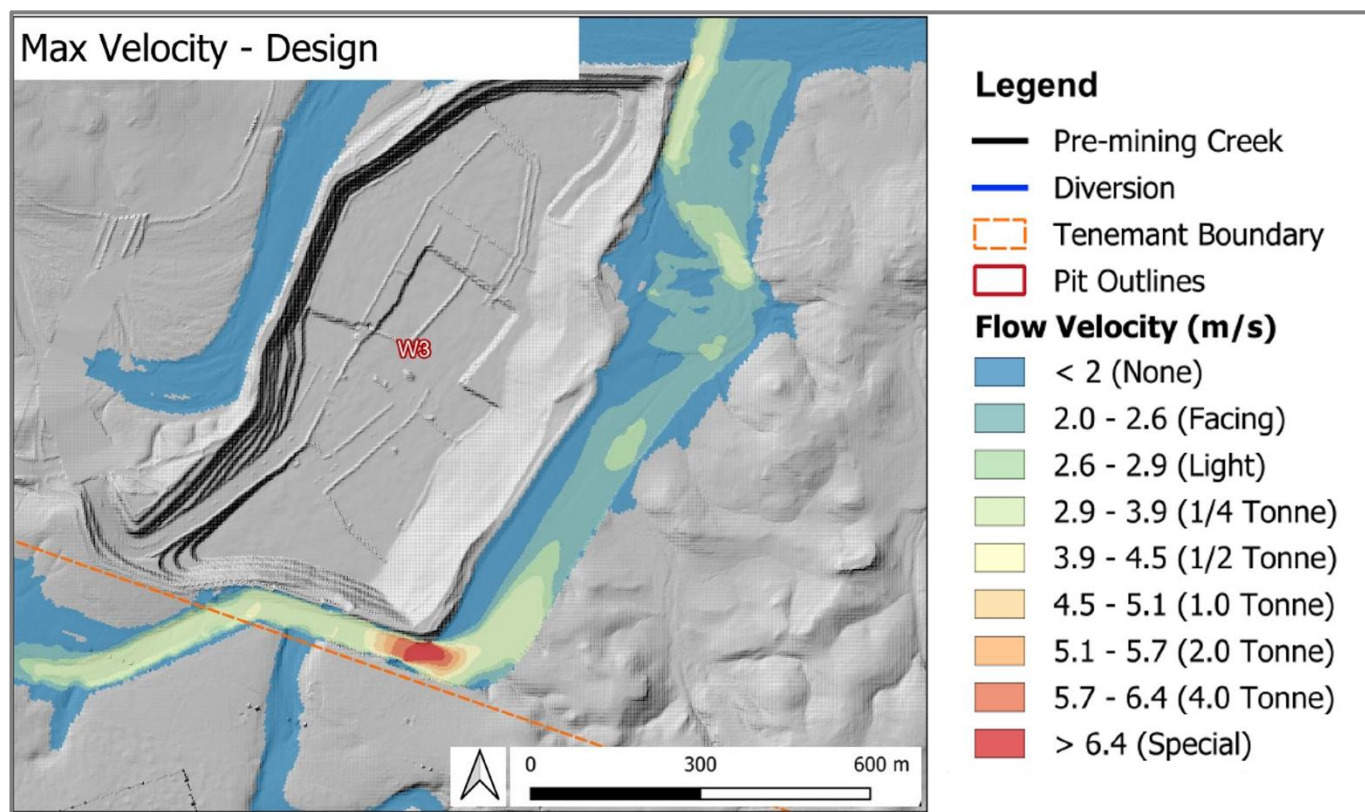 Max Velocity - Design
W3
0 300 600 m
Legend
Pre-mining Creek
Diversion
Tenemant Boundary
Pit Outlines
Flow Velocity (m/s)
< 2 (None)
2.0 - 2.6 (Facing)
2.6 - 2.9 (Light)
2.9 - 3.9 (1/4 Tonne)
3.9 - 4.5 (1/2 Tonne)
4.5 - 5.1 (1.0 Tonne)
5.1 - 5.7 (2.0 Tonne)
5.7 - 6.4 (4.0 Tonne)
> 6.4 (Special)